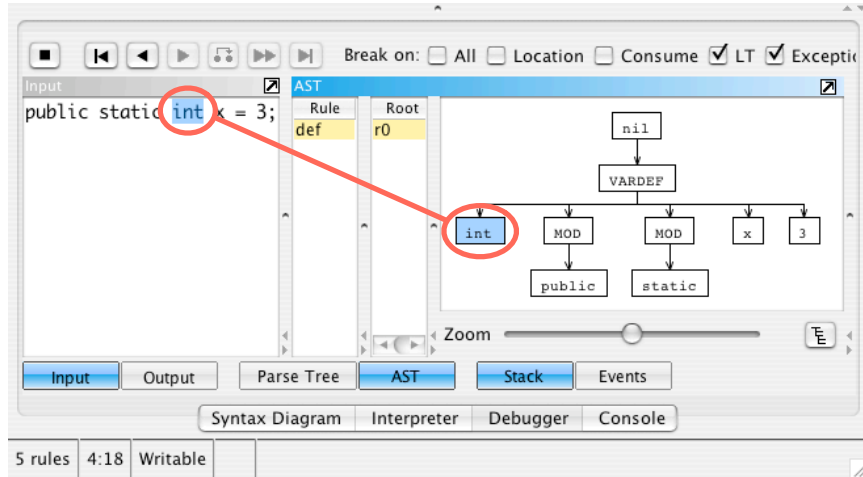 Break on: All Location Consume LT Exceptio
Input AST
public static int x = 3;
Rule Root
def r0
nil
VARDEF
int MOD MOD x 3
public static
Zoom
Input Output Parse Tree AST Stack Events
Syntax Diagram Interpreter Debugger Console
5 rules 4:18 Writable